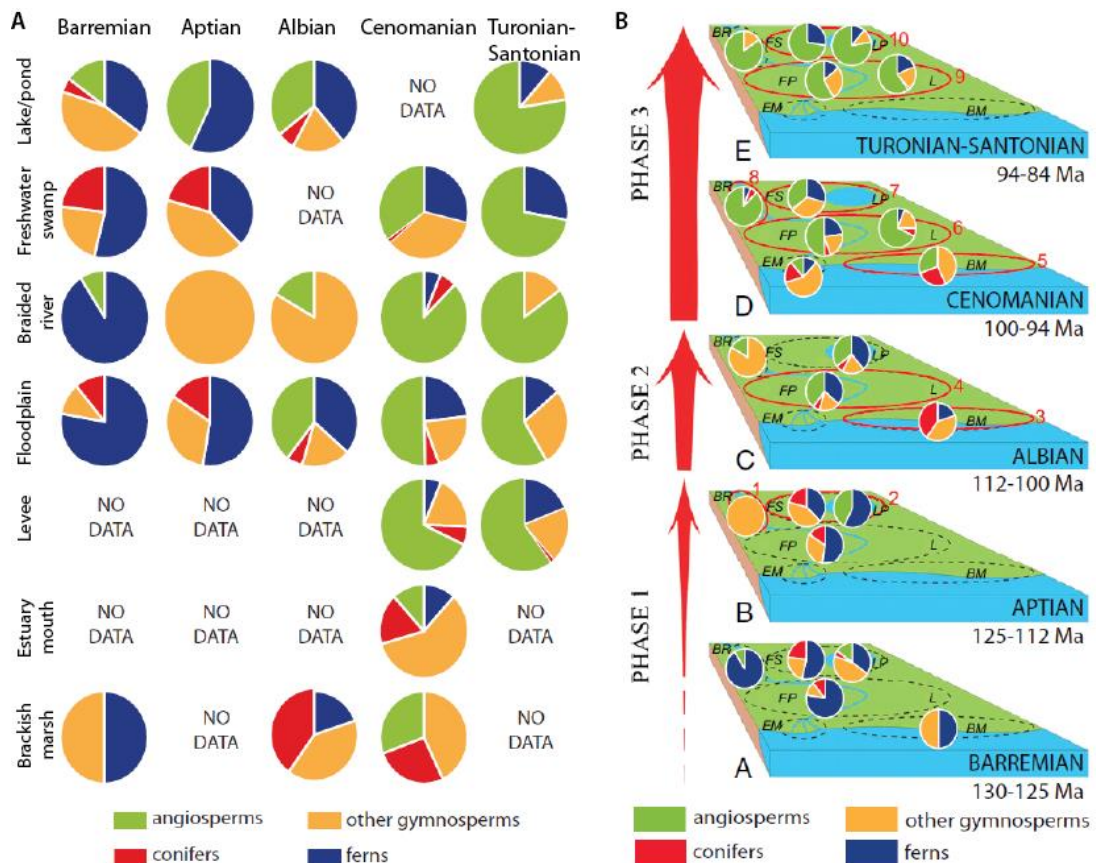 A
Barremian
Aptian
Albian
Cenomanian
Turonian-
Santonian
Lake/pond
NO
DATA
Freshwater
swamp
NO
DATA
Braided
river
Floodplain
Levee
NO
DATA
NO
DATA
NO
DATA
Estuary
mouth
NO
DATA
NO
DATA
NO
DATA
NO
DATA
Brackish
marsh
NO
DATA
NO
DATA
angiosperms
other gymnosperms
conifers
ferns
B
PHASE 3
BR
FS
LP
10
FP
L
9
EM
BM
E
TURONIAN-SANTONIAN
94-84 Ma
BR
8
FS
LP
7
FP
L
6
EM
BM
5
D
CENOMANIAN
100-94 Ma
PHASE 2
BR
FS
LP
FP
L
4
EM
BM
3
C
ALBIAN
112-100 Ma
PHASE 1
BR
1
FS
LP
2
FP
L
EM
BM
B
APTIAN
125-112 Ma
BR
FS
LP
FP
L
EM
BM
A
BARREMIAN
130-125 Ma
angiosperms
other gymnosperms
conifers
ferns